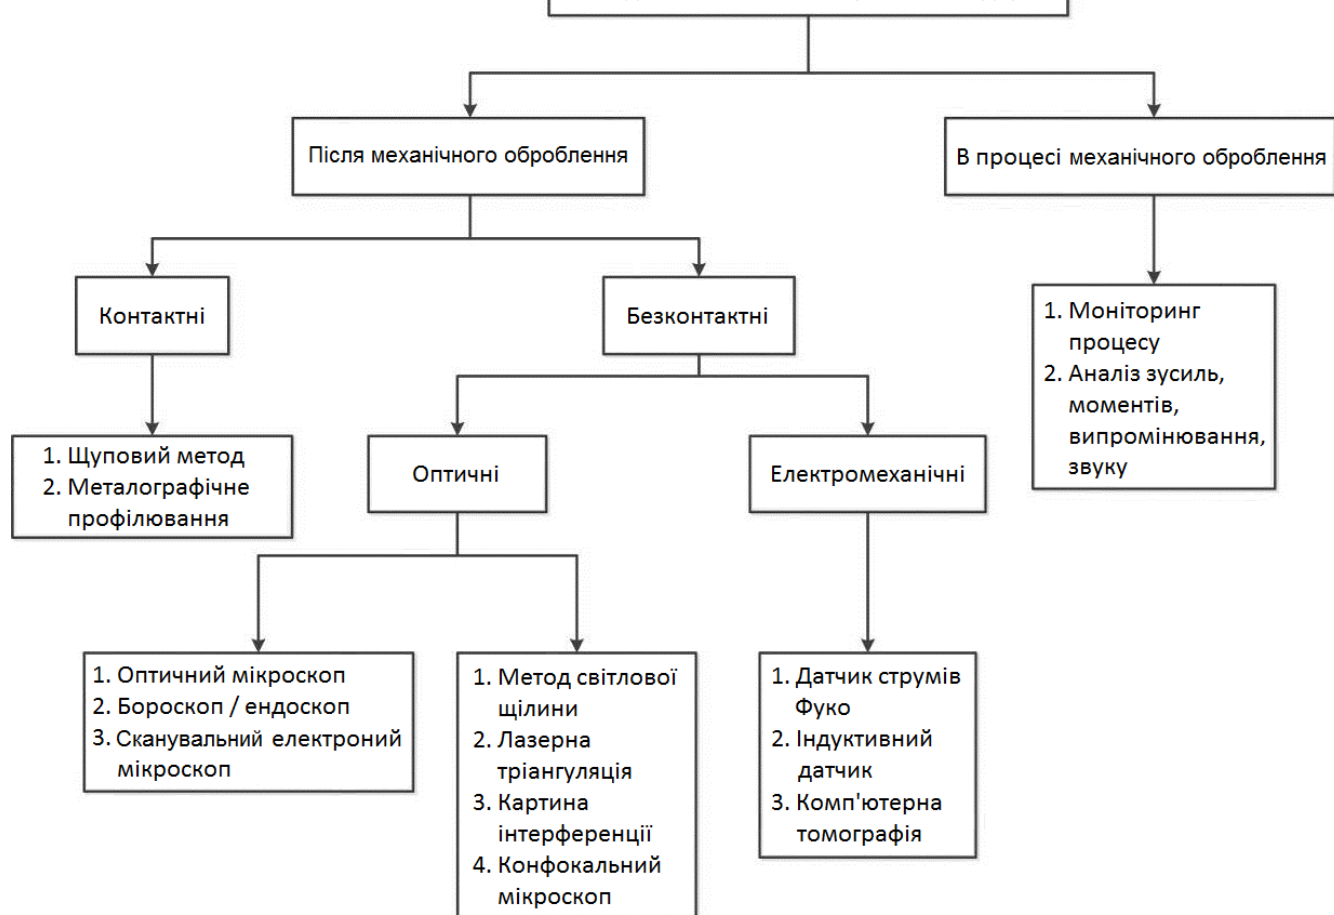 Після механічного оброблення
В процесі механічного оброблення
Контактні
Безконтактні
1. Моніторинг
процесу
2. Аналіз зусиль,
моментів,
випромінювання,
звуку
1. Щуповий метод
2. Металографічне
профілювання
Оптичні
Електромеханічні
1. Оптичний мікроскоп
2. Бороскоп / ендоскоп
3. Сканувальний електроний
мікроскоп
1. Метод світлової
щілини
2. Лазерна
тріангуляція
3. Картина
інтерференції
4. Конфокальний
мікроскоп
1. Датчик струмів
Фуко
2. Індуктивний
датчик
3. Комп'ютерна
томографія